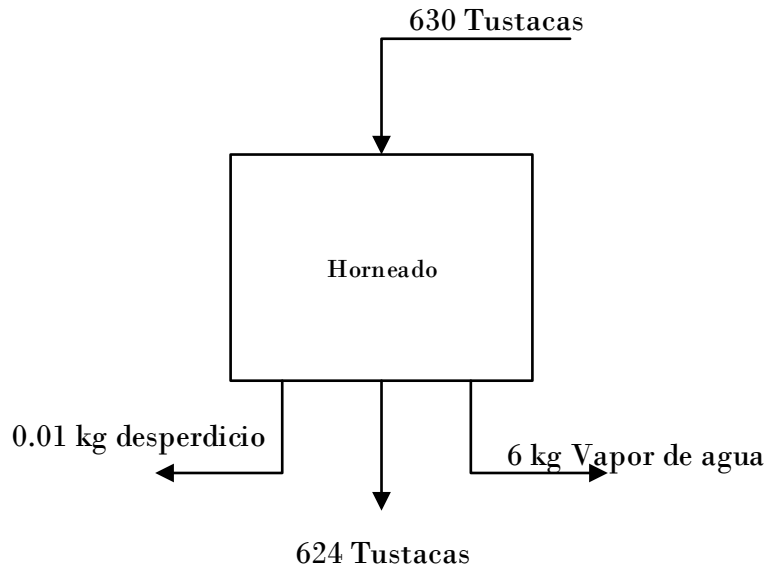 630 Tustacas
Horneado
0.01 kg desperdicio
6 kg Vapor de agua
624 Tustacas